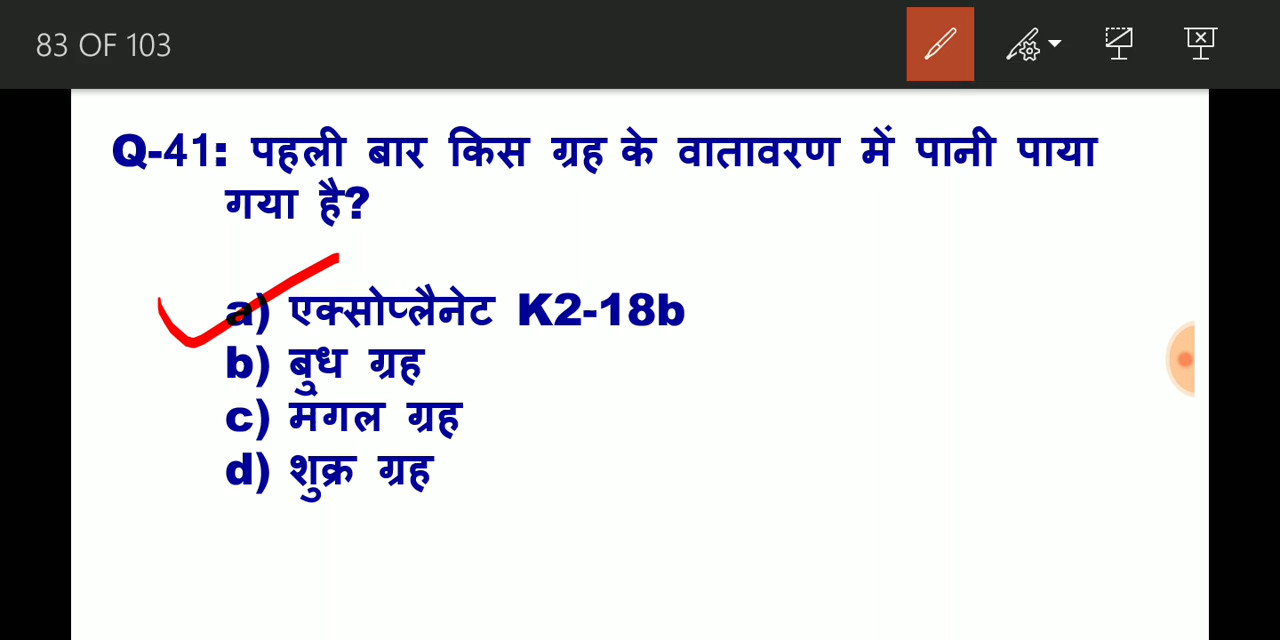 83 OF 103
Q-41: पहली बार किस ग्रह के वातावरण में पानी पाया
गया है?
a) एक्सोप्लैनेट K2-18b
b) बुध ग्रह
c) मंगल ग्रह
d) शुक्र ग्रह